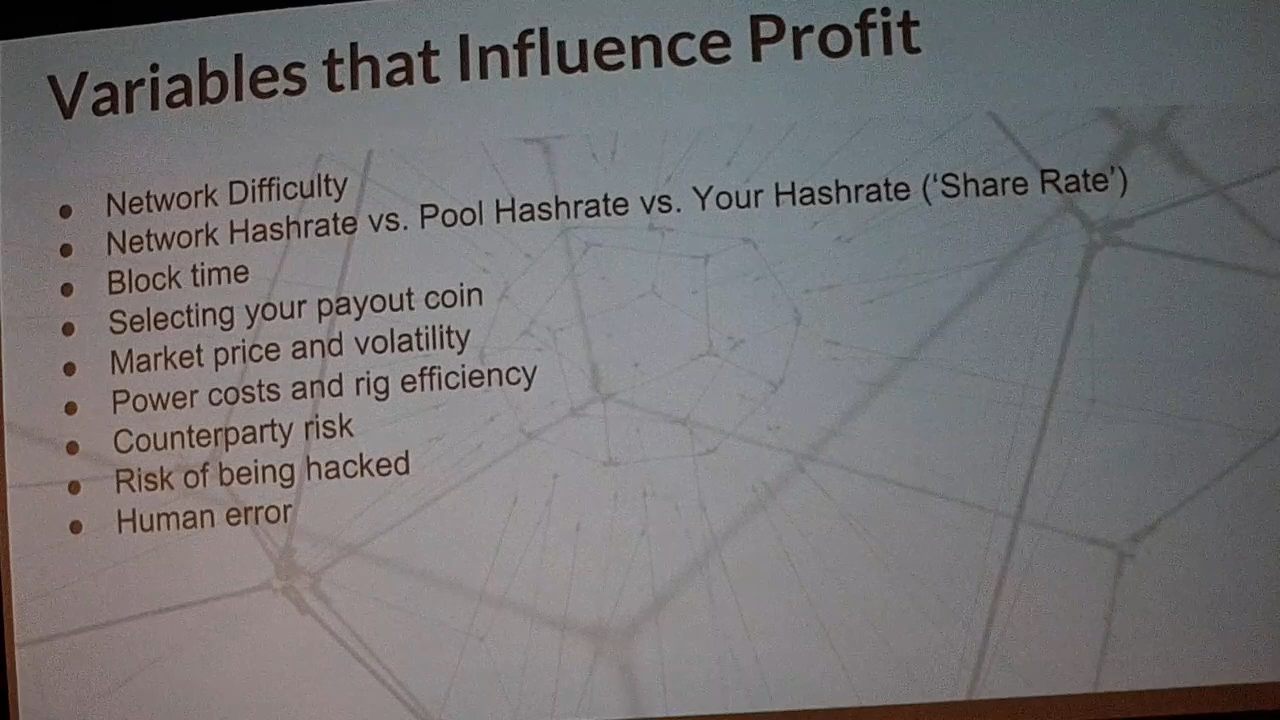 Variables that Influence Profit
● Network Difficulty
● Network Hashrate vs. Pool Hashrate vs. Your Hashrate (‘Share Rate’)
● Block time
● Selecting your payout coin
● Market price and volatility
● Power costs and rig efficiency
● Counterparty risk
● Risk of being hacked
● Human error